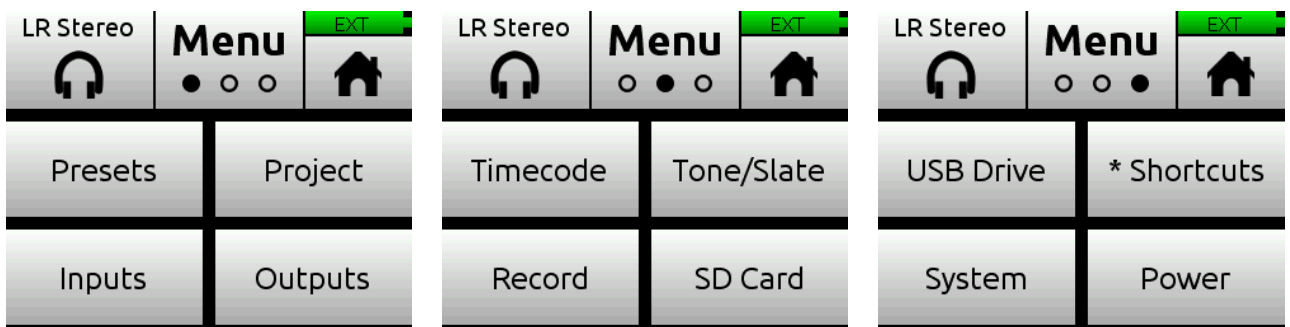 LR Stereo Menu EXT
Presets Project
Inputs Outputs
LR Stereo Menu EXT
Timecode Tone/Slate
Record SD Card
LR Stereo Menu EXT
USB Drive * Shortcuts
System Power